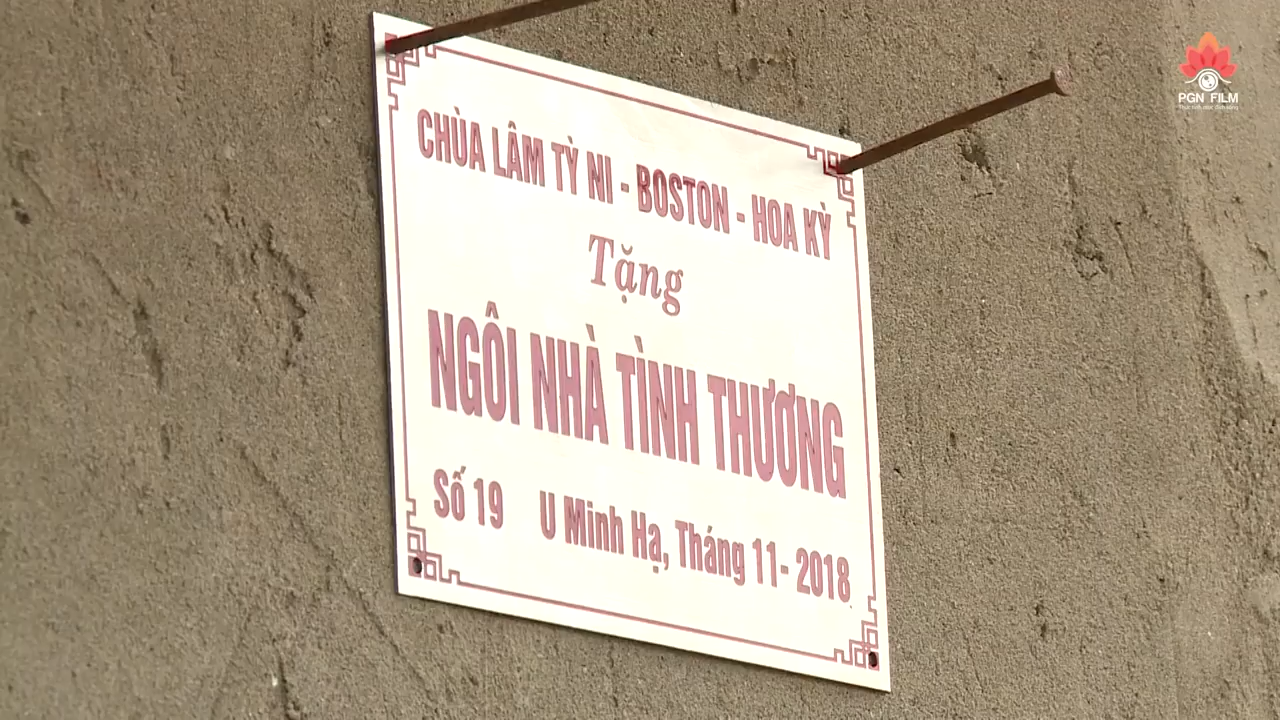 CHÙA LÂM TỲ NI - BOSTON - HOA KỲ
Tặng
NGÔI NHÀ TÌNH THƯƠNG
Số 19 U Minh Hạ, Tháng 11- 2018
PGN FILM